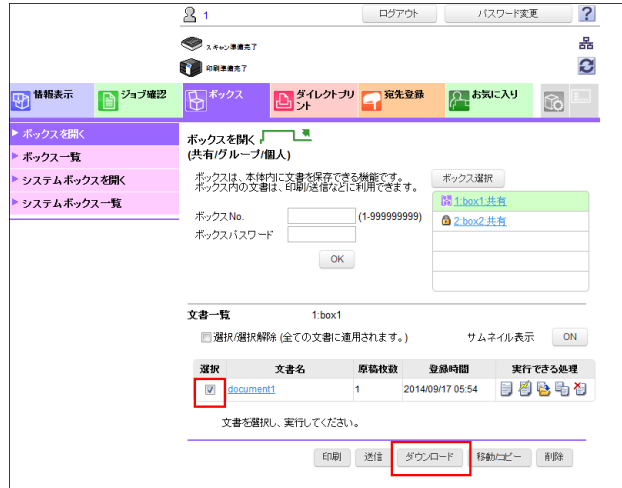 1
ログアウト
パスワード変更
?
スキャン準備完了
印刷準備完了
情報表示
ジョブ確認
ボックス
ダイレクトプリ
ント
宛先登録
お気に入り
ボックスを開く
ボックス一覧
システムボックスを開く
システムボックス一覧
ボックスを開く
(共有/グループ/個人)
ボックスは、本体内に文書を保存できる機能です。
ボックス内の文書は、印刷/送信などに利用できます。
ボックスNo.
(1-999999999)
ボックスパスワード
OK
ボックス選択
1:box1:共有
2:box2:共有
文書一覧 1:box1
選択/選択解除 (全ての文書に適用されます。)
サムネイル表示 ON
選択 文書名 原稿枚数 登録時間 実行できる処理
document1 1 2014/09/17 05:54
文書を選択し、実行してください。
印刷 送信 ダウンロード 移動/コピー 削除